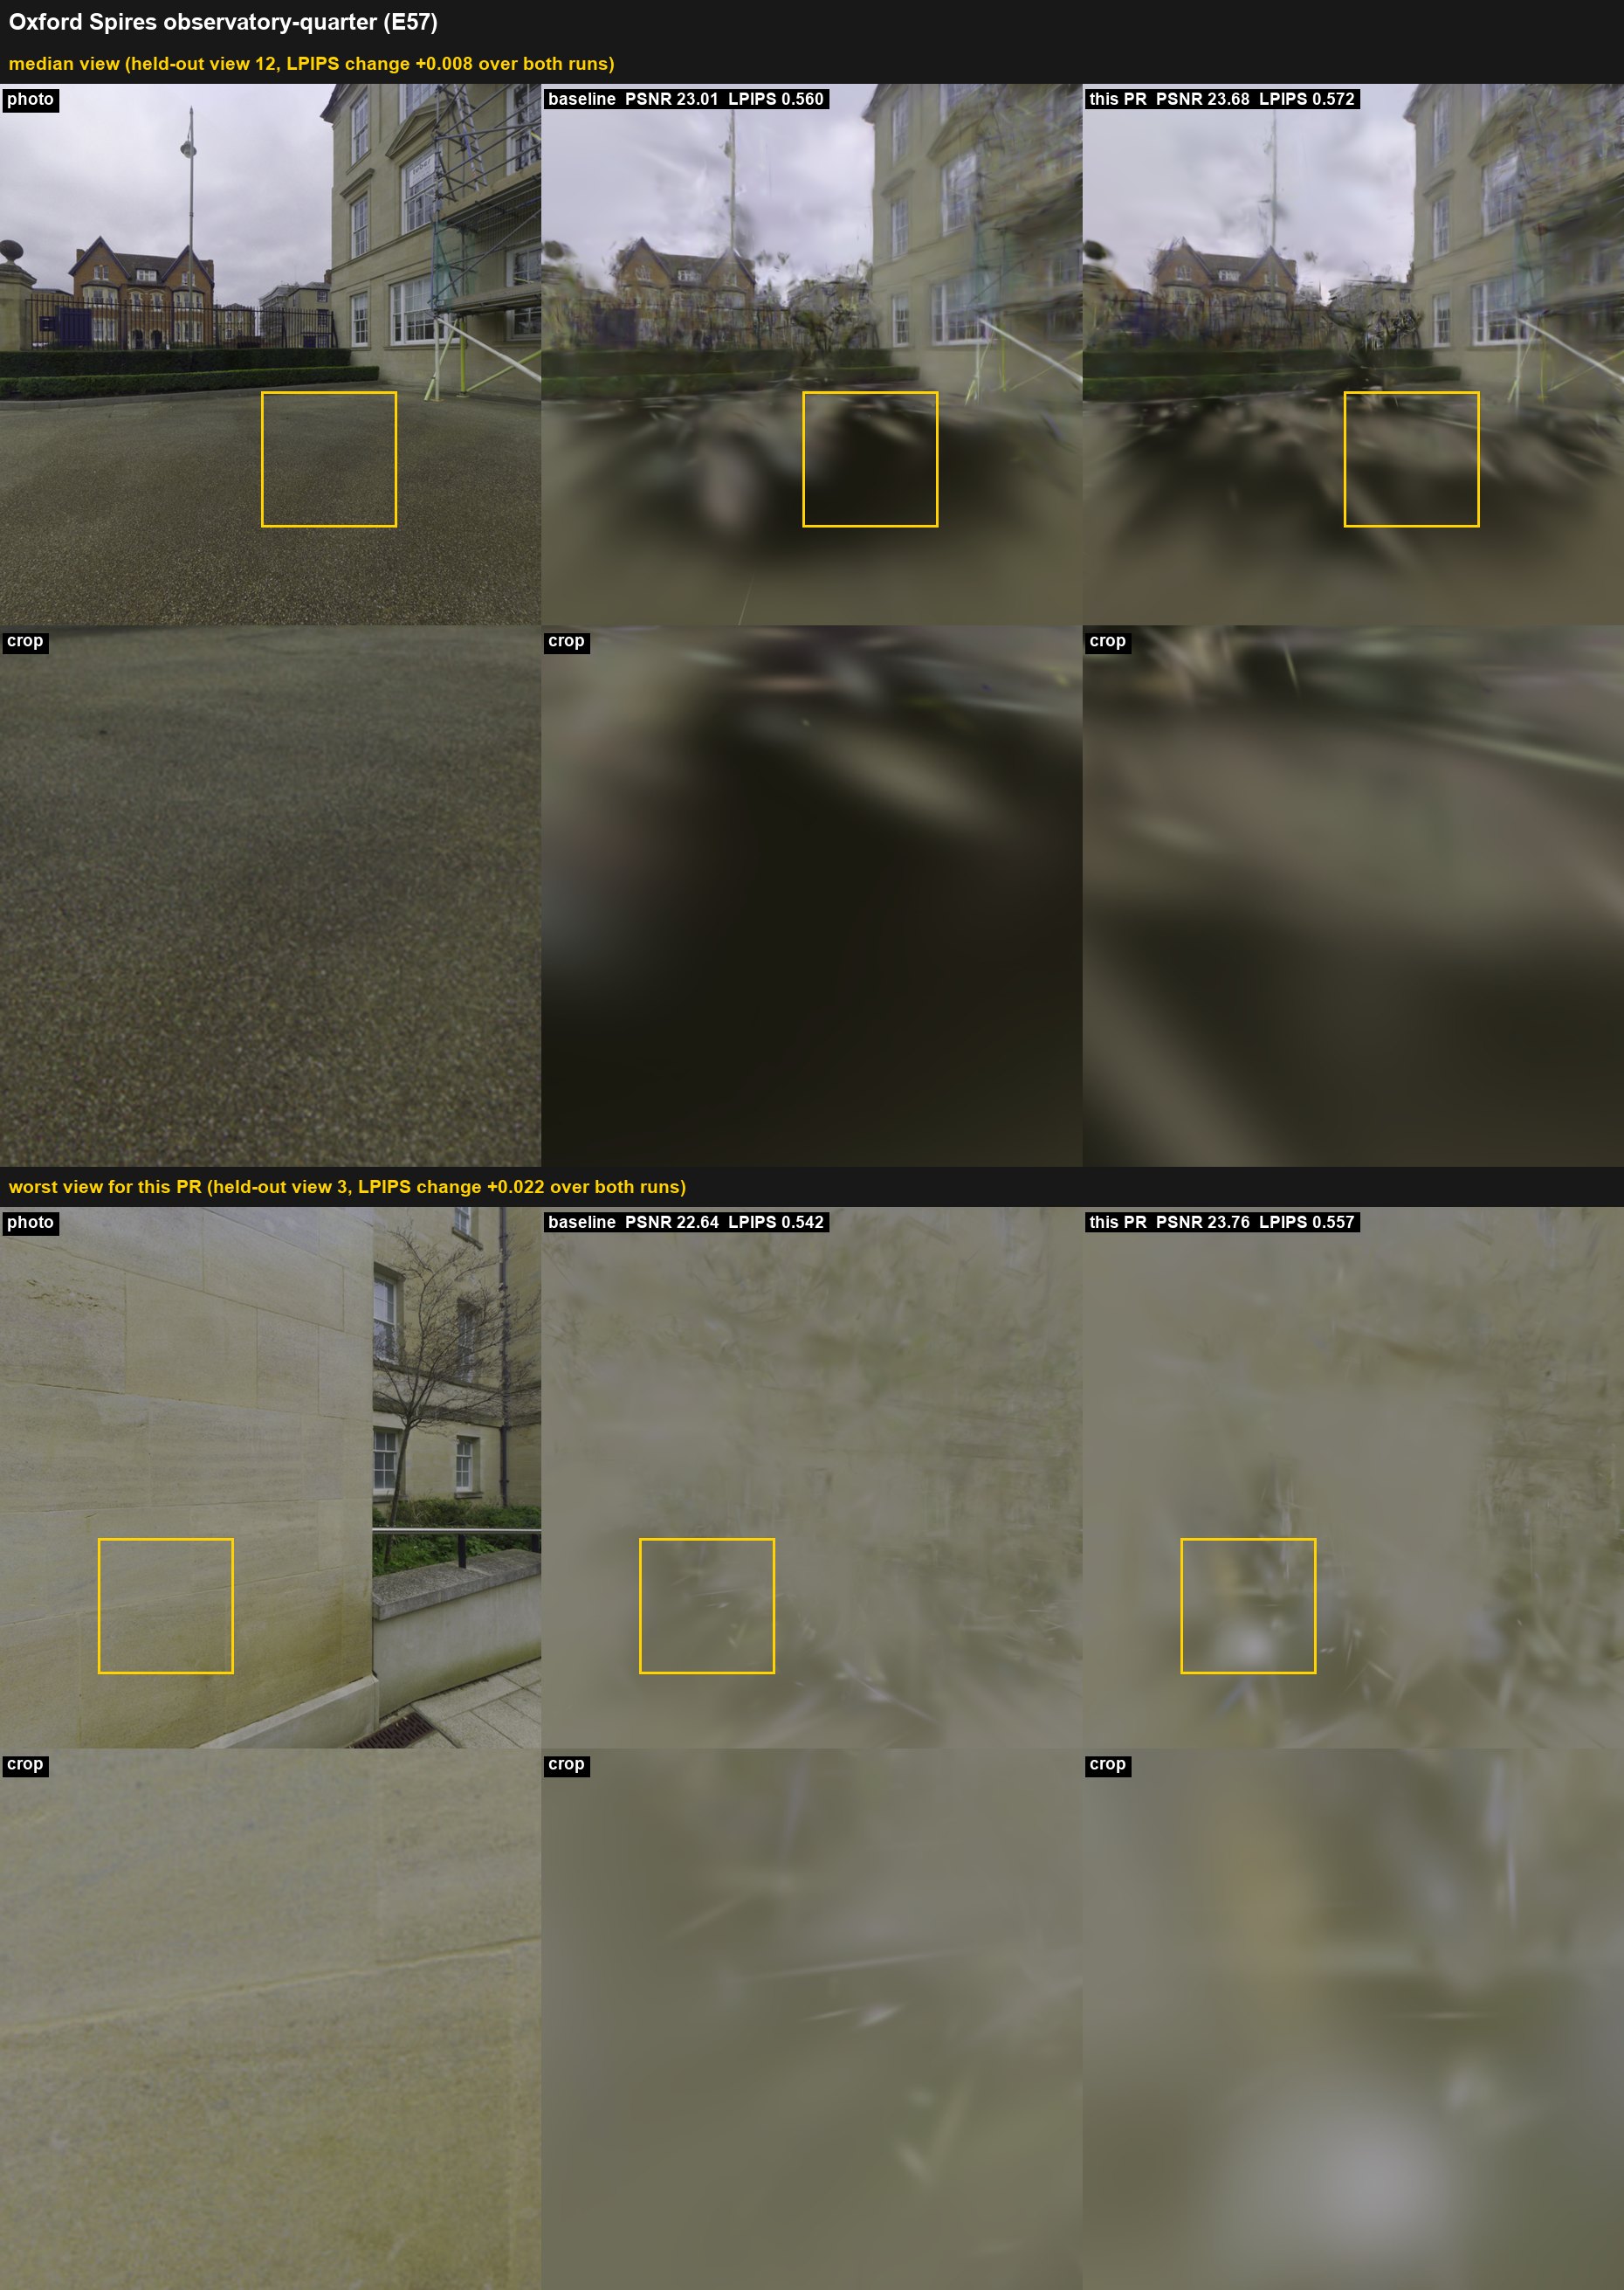 Oxford Spires observatory-quarter (E57)
median view (held-out view 12, LPIPS change +0.008 over both runs)
photo
baseline PSNR 23.01 LPIPS 0.560
this PR PSNR 23.68 LPIPS 0.572
crop
crop
crop
worst view for this PR (held-out view 3, LPIPS change +0.022 over both runs)
photo
baseline PSNR 22.64 LPIPS 0.542
this PR PSNR 23.76 LPIPS 0.557
crop
crop
crop